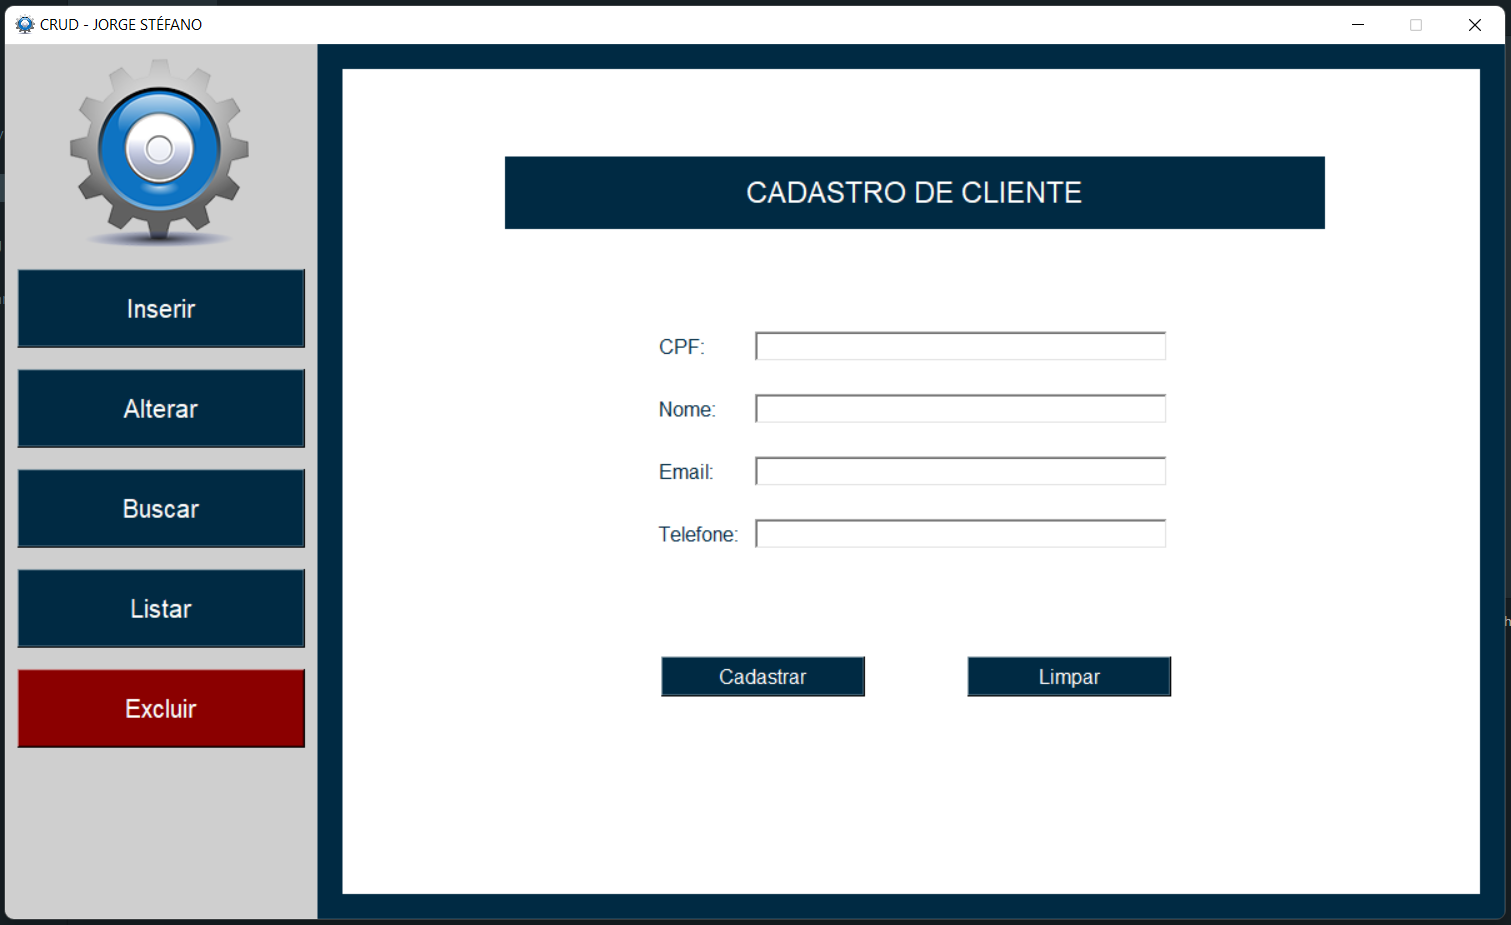 CRUD - JORGE STÉFANO
Inserir
Alterar
Buscar
Listar
Excluir
CADASTRO DE CLIENTE
CPF:
Nome:
Email:
Telefone:
Cadastrar
Limpar